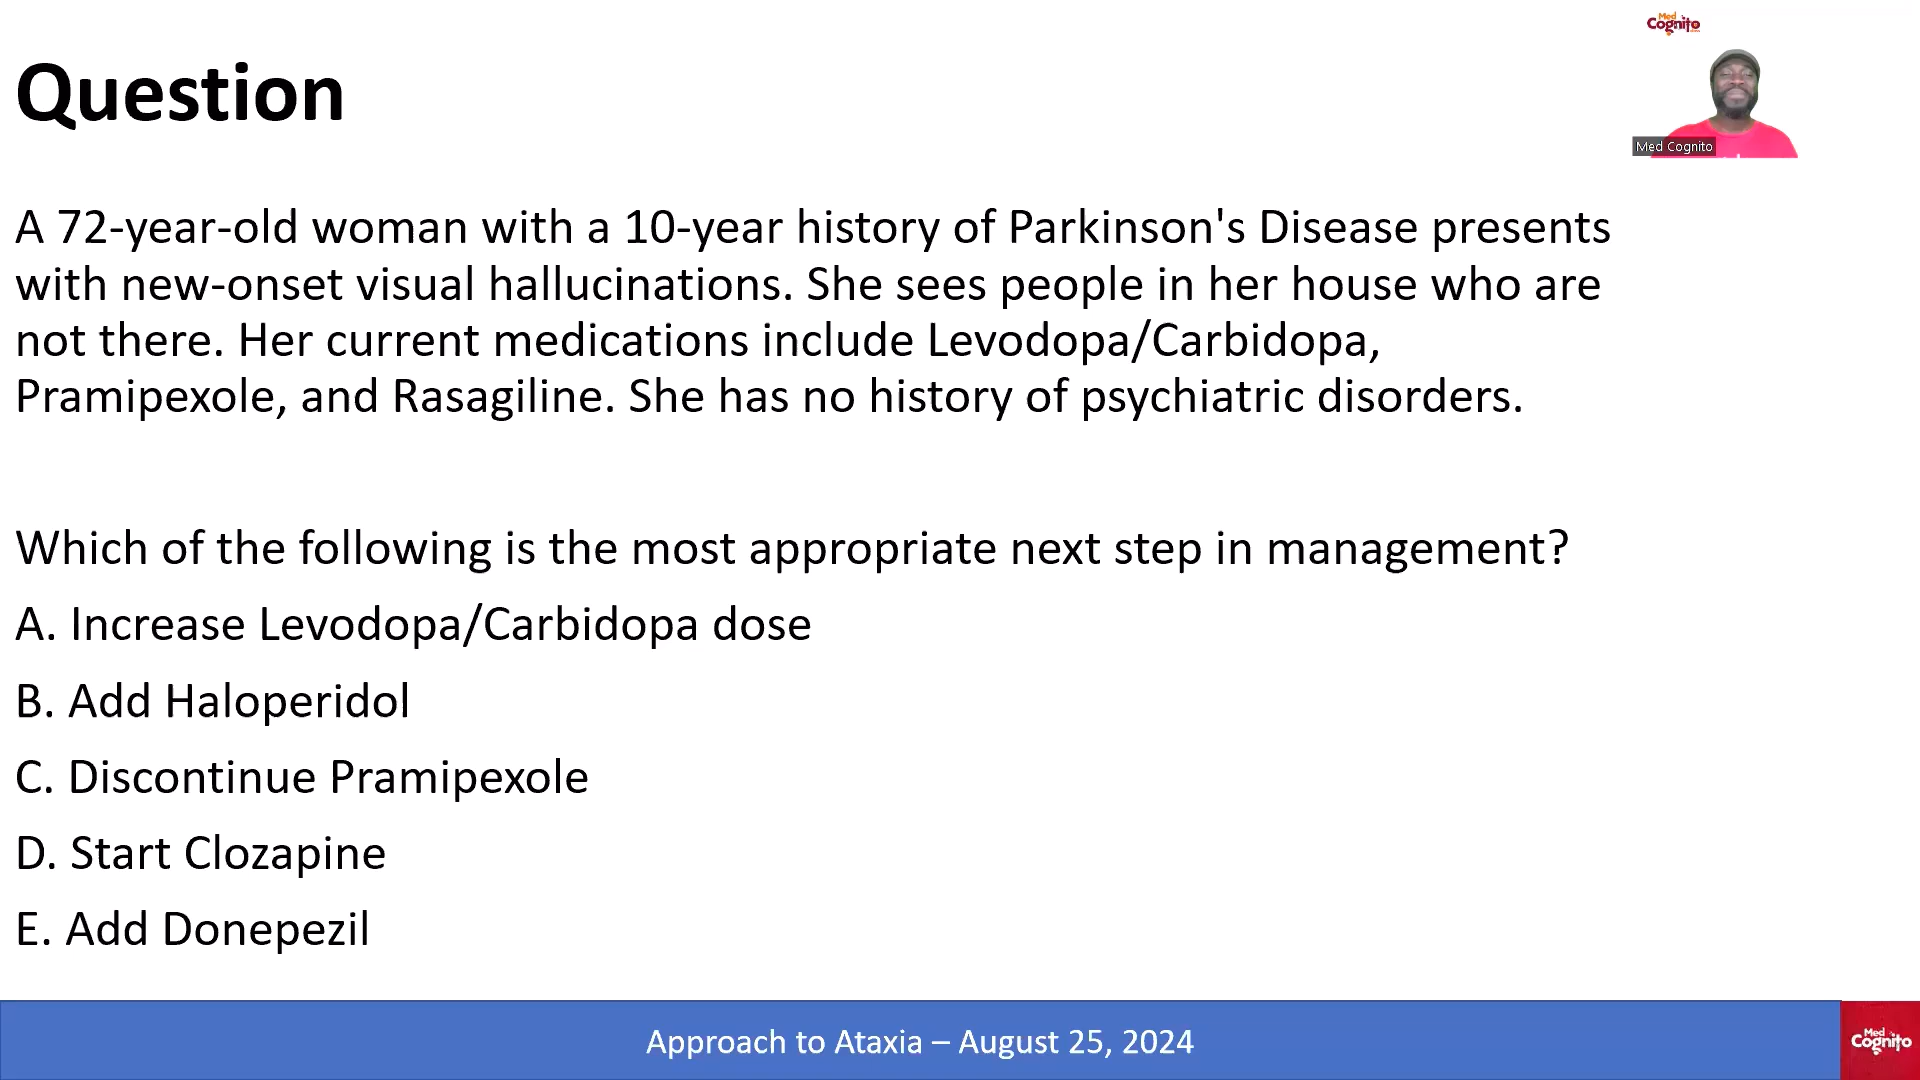 Med
Cognito
Med Cognito
Question
A 72-year-old woman with a 10-year history of Parkinson's Disease presents
with new-onset visual hallucinations. She sees people in her house who are
not there. Her current medications include Levodopa/Carbidopa,
Pramipexole, and Rasagiline. She has no history of psychiatric disorders.
Which of the following is the most appropriate next step in management?
A. Increase Levodopa/Carbidopa dose
B. Add Haloperidol
C. Discontinue Pramipexole
D. Start Clozapine
E. Add Donepezil
Approach to Ataxia – August 25, 2024
Med
Cognito